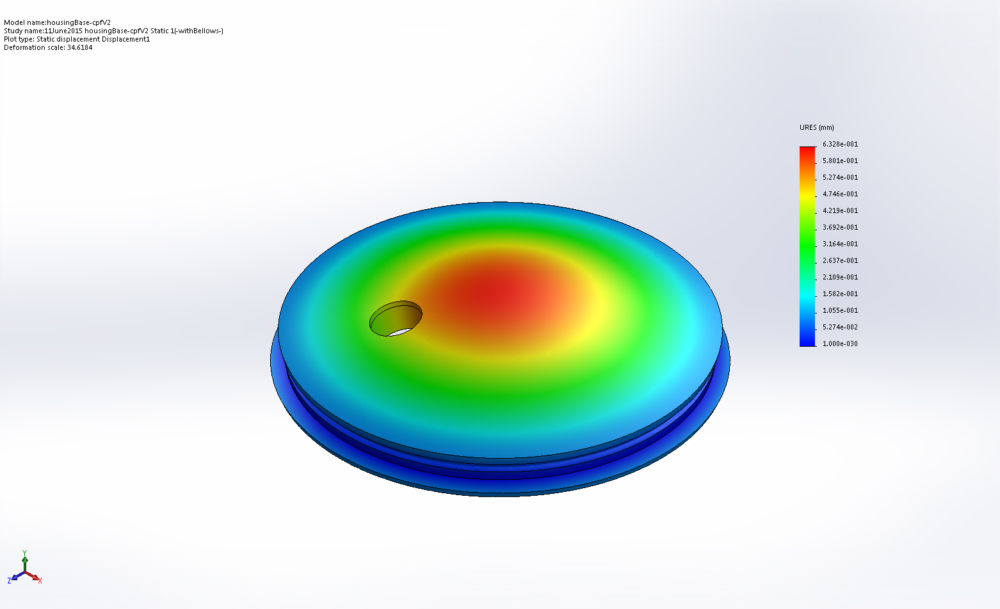 Model name:housingBase-cpfV2
Study name:11June2015 housingBase-cpfV2 Static 1(-withBellows-)
Plot type: Static displacement Displacement1
Deformation scale: 34.6184
URES (mm)
6.328e-001
5.801e-001
5.274e-001
4.746e-001
4.219e-001
3.692e-001
3.164e-001
2.637e-001
2.109e-001
1.582e-001
1.055e-001
5.274e-002
1.000e-030
Y
Z X